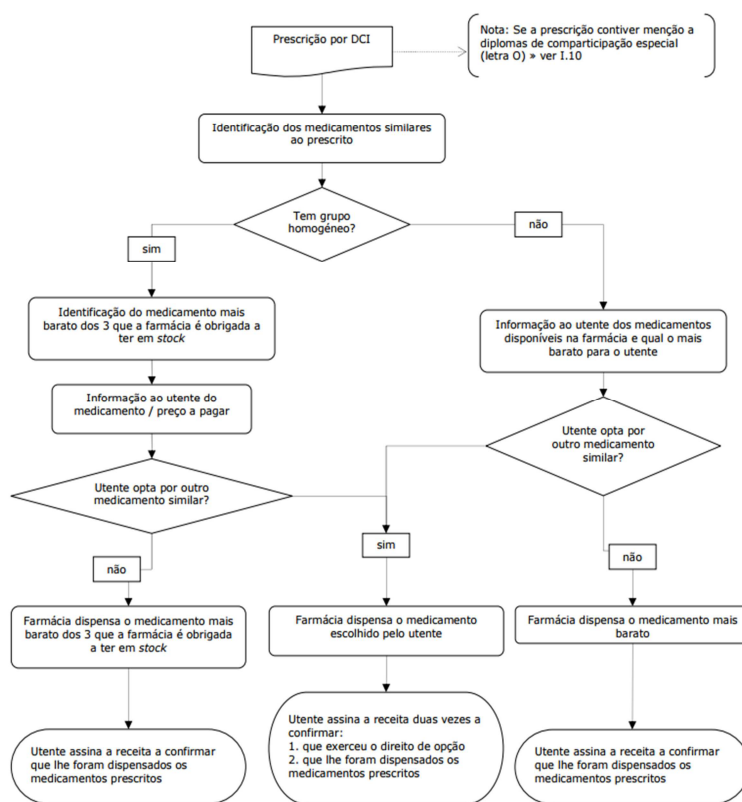 Prescrição por DCI
Nota: Se a prescrição contiver menção a
diplomas de comparticipação especial
(letra O) » ver I.10
Identificação dos medicamentos similares
ao prescrito
Tem grupo
homogéneo?
sim
não
Identificação do medicamento mais
barato dos 3 que a farmácia é obrigada a
ter em stock
Informação ao utente dos medicamentos
disponíveis na farmácia e qual o mais
barato para o utente
Informação ao utente do
medicamento / preço a pagar
Utente opta por
outro medicamento
similar?
Utente opta por outro
medicamento similar?
sim
não
não
Farmácia dispensa o medicamento mais
barato dos 3 que a farmácia é obrigada
a ter em stock
Farmácia dispensa o medicamento
escolhido pelo utente
Farmácia dispensa o medicamento mais
barato
Utente assina a receita a confirmar
que lhe foram dispensados os
medicamentos prescritos
Utente assina a receita duas vezes a
confirmar:
1. que exerceu o direito de opção
2. que lhe foram dispensados os
medicamentos prescritos
Utente assina a receita a confirmar
que lhe foram dispensados os
medicamentos prescritos